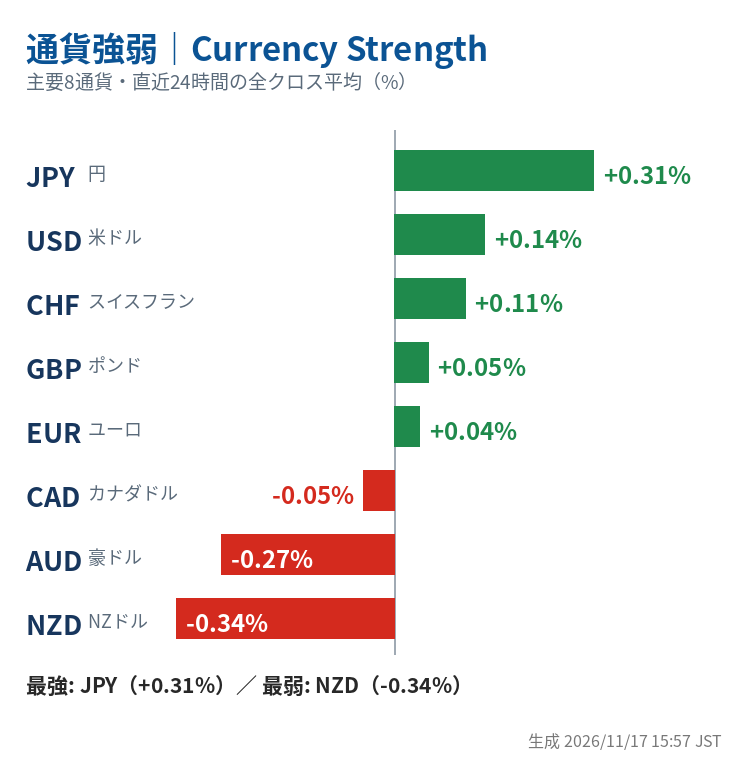 通貨強弱｜Currency Strength
主要8通貨・直近24時間の全クロス平均（%）
JPY 円 +0.31%
USD 米ドル +0.14%
CHF スイスフラン +0.11%
GBP ポンド +0.05%
EUR ユーロ +0.04%
CAD カナダドル -0.05%
AUD 豪ドル -0.27%
NZD NZドル -0.34%
最強: JPY（+0.31%）／ 最弱: NZD（-0.34%）
生成 2026/11/17 15:57 JST